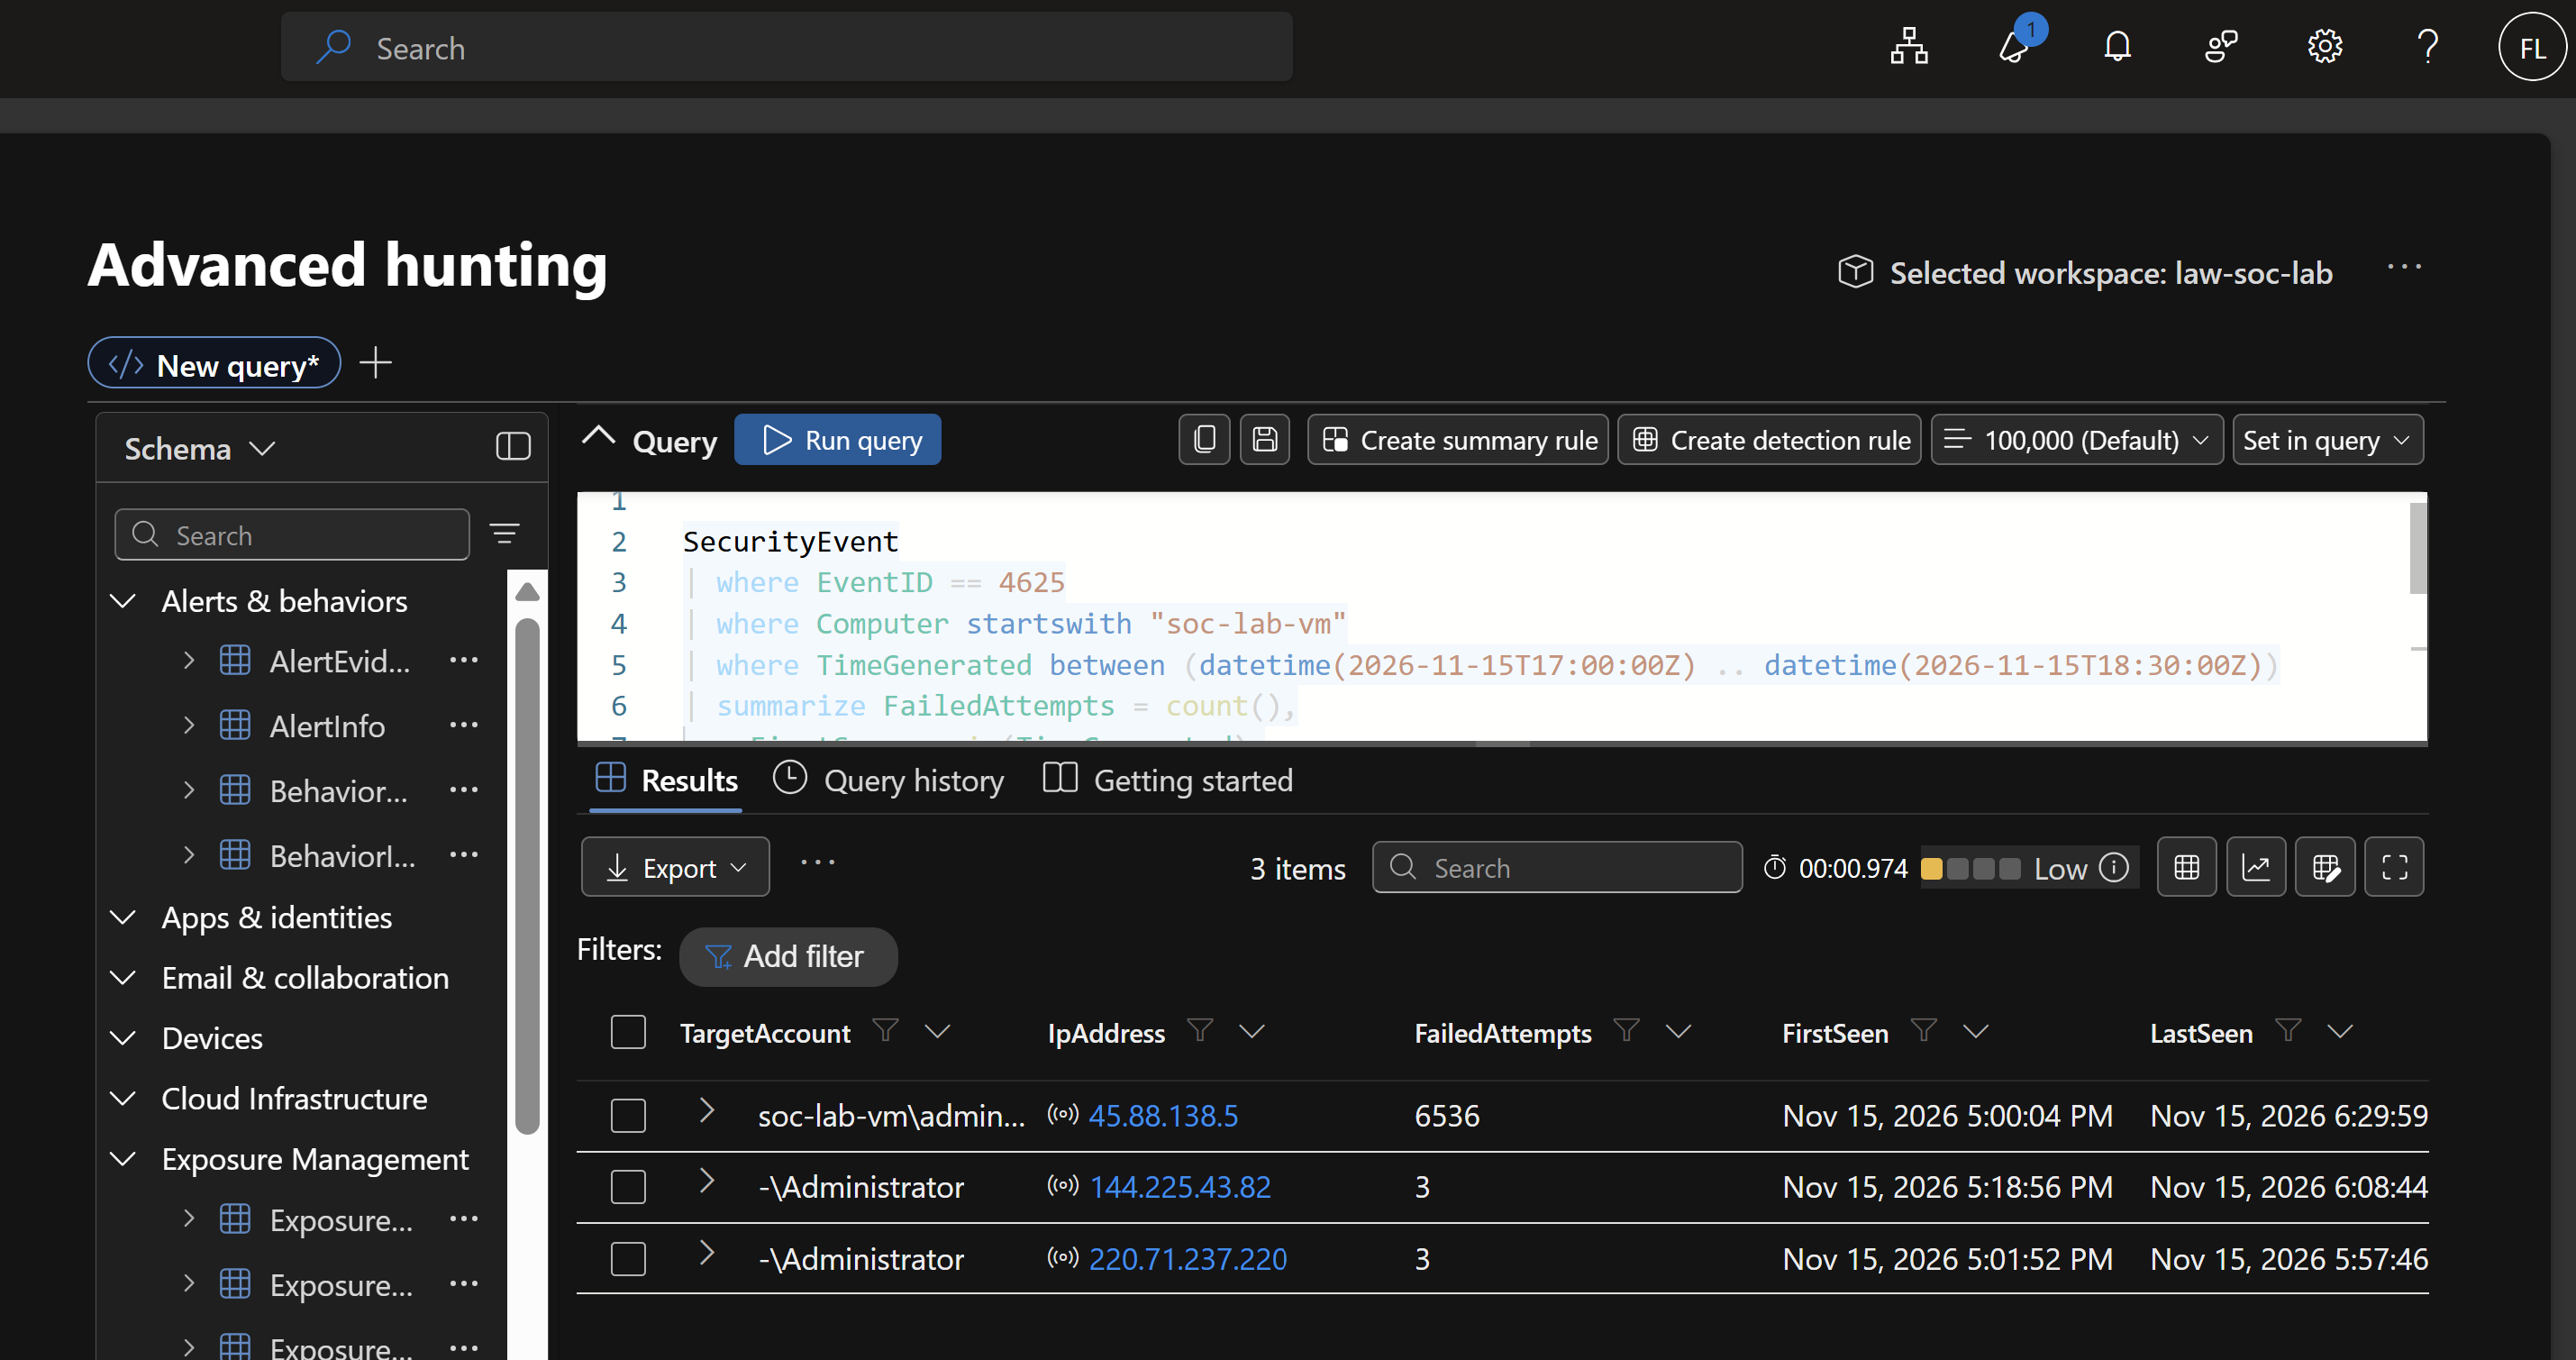 Search
1
FL
Advanced hunting
Selected workspace: law-soc-lab
</> New query*
Schema
Query
Run query
Create summary rule
Create detection rule
100,000 (Default)
Set in query
Search
Alerts & behaviors
AlertEvid...
AlertInfo
Behavior...
BehaviorI...
Apps & identities
Email & collaboration
Devices
Cloud Infrastructure
Exposure Management
Exposure...
Exposure...
Exposure...
1
2 SecurityEvent
3 | where EventID == 4625
4 | where Computer startswith "soc-lab-vm"
5 | where TimeGenerated between (datetime(2026-11-15T17:00:00Z) .. datetime(2026-11-15T18:30:00Z))
6 | summarize FailedAttempts = count(),
Results
Query history
Getting started
Export
3 items
Search
00:00.974
Low
Filters:
Add filter
TargetAccount IpAddress FailedAttempts FirstSeen LastSeen
soc-lab-vm\admin... 45.88.138.5 6536 Nov 15, 2026 5:00:04 PM Nov 15, 2026 6:29:59
-\Administrator 144.225.43.82 3 Nov 15, 2026 5:18:56 PM Nov 15, 2026 6:08:44
-\Administrator 220.71.237.220 3 Nov 15, 2026 5:01:52 PM Nov 15, 2026 5:57:46